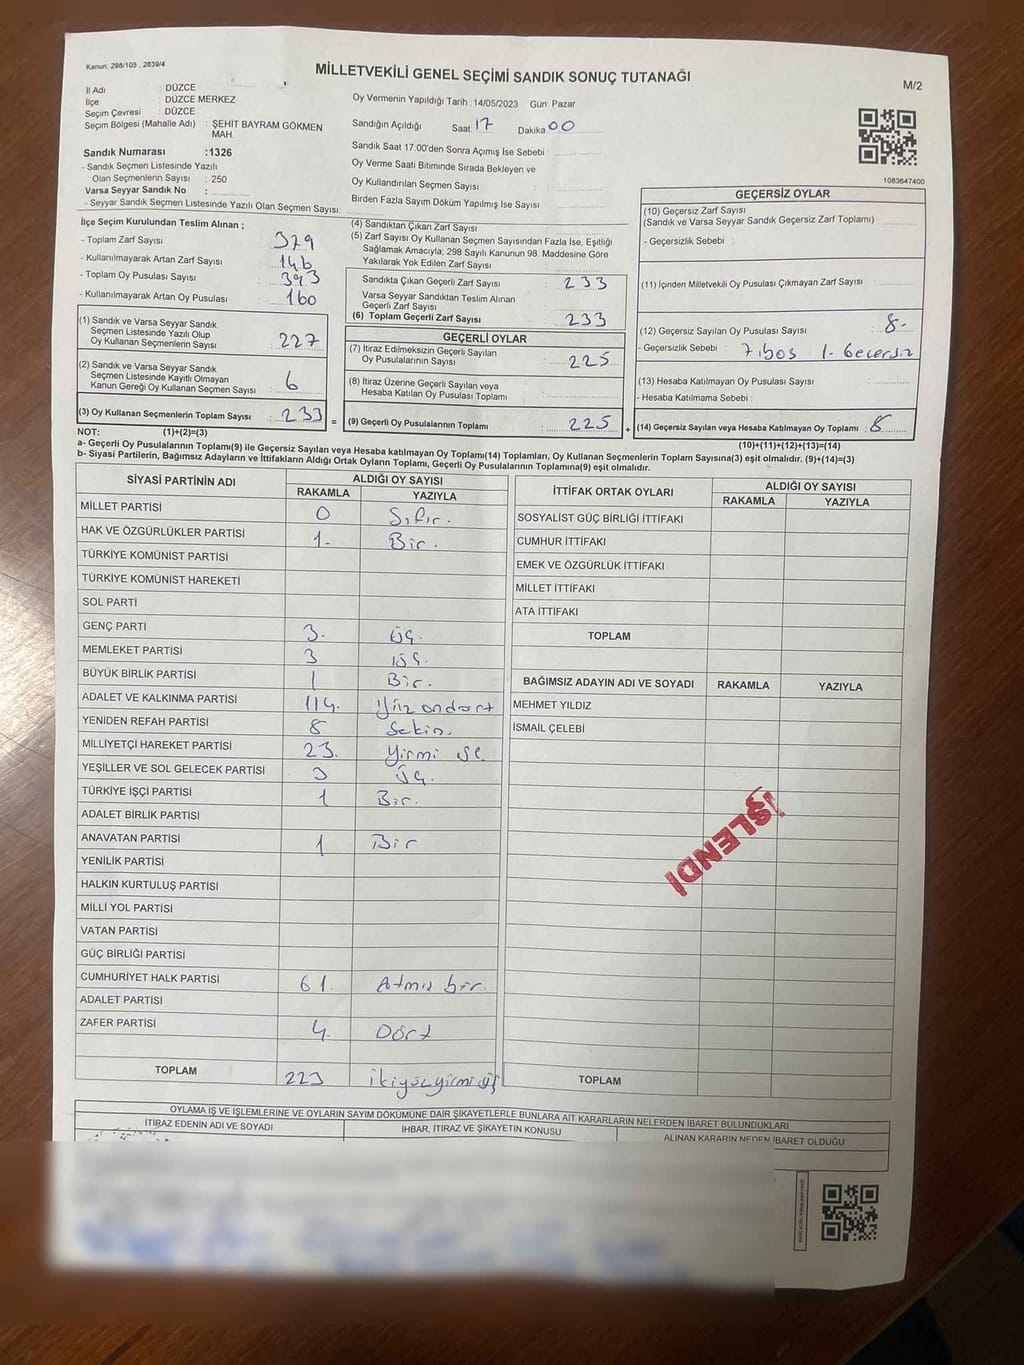 Kanun: 298/105 , 2839/4
MİLLETVEKİLİ GENEL SEÇİMİ SANDIK SONUÇ TUTANAĞI
M/2
İl Adı : DÜZCE
İlçe : DÜZCE MERKEZ
Seçim Çevresi : DÜZCE
Seçim Bölgesi (Mahalle Adı) : ŞEHİT BAYRAM GÖKMEN
MAH.
Sandık Numarası :1326
- Sandık Seçmen Listesinde Yazılı
Olan Seçmenlerin Sayısı : 250
Varsa Seyyar Sandık No :
- Seyyar Sandık Seçmen Listesinde Yazılı Olan Seçmen Sayısı:
Oy Vermenin Yapıldığı Tarih :14/05/2023 Gün: Pazar
Sandığın Açıldığı Saat: 17 Dakika 00
Sandık Saat 17:00'den Sonra Açımış İse Sebebi :
Oy Verme Saati Bitiminde Sırada Bekleyen ve
Oy Kullandırılan Seçmen Sayısı
Birden Fazla Sayım Döküm Yapılmış İse Sayısı
1083647400
İlçe Seçim Kurulundan Teslim Alınan ;
- Toplam Zarf Sayısı 379
- Kullanılmayarak Artan Zarf Sayısı 146
- Toplam Oy Pusulası Sayısı 393
- Kullanılmayarak Artan Oy Pusulası 160
(1) Sandık ve Varsa Seyyar Sandık
Seçmen Listesinde Yazılı Olup
Oy Kullanan Seçmenlerin Sayısı 227
(2) Sandık ve Varsa Seyyar Sandık
Seçmen Listesinde Kayıtlı Olmayan
Kanun Gereği Oy Kullanan Seçmen Sayısı : 6
(3) Oy Kullanan Seçmenlerin Toplam Sayısı : 233 =
(4) Sandıktan Çıkan Zarf Sayısı
(5) Zarf Sayısı Oy Kullanan Seçmen Sayısından Fazla İse, Eşitliği
Sağlamak Amacıyla; 298 Sayılı Kanunun 98. Maddesine Göre
Yakılarak Yok Edilen Zarf Sayısı
Sandıkta Çıkan Geçerli Zarf Sayısı : 233
Varsa Seyyar Sandıktan Teslim Alınan
Geçerli Zarf Sayısı
(6) Toplam Geçerli Zarf Sayısı : 233
GEÇERLİ OYLAR
(7) İtiraz Edilmeksizin Geçerli Sayılan
Oy Pusulalarının Sayısı : 225
(8) İtiraz Üzerine Geçerli Sayılan veya
Hesaba Katılan Oy Pusulası Toplamı
(9) Geçerli Oy Pusulalarının Toplamı : 225 +
GEÇERSİZ OYLAR
(10) Geçersiz Zarf Sayısı
(Sandık ve Varsa Seyyar Sandık Geçersiz Zarf Toplamı)
- Geçersizlik Sebebi :
(11) İçinden Milletvekili Oy Pusulası Çıkmayan Zarf Sayısı
(12) Geçersiz Sayılan Oy Pusulası Sayısı : 8-
- Geçersizlik Sebebi : 7 boş 1- Gecersiz
(13) Hesaba Katılmayan Oy Pusulası Sayısı
- Hesaba Katılmama Sebebi :
(14) Geçersiz Sayılan veya Hesaba Katılmayan Oy Toplamı : 8
(10)+(11)+(12)+(13)=(14)
NOT: (1)+(2)=(3)
a- Geçerli Oy Pusulalarının Toplamı(9) ile Geçersiz Sayılan veya Hesaba katılmayan Oy Toplamı(14) Toplamları, Oy Kullanan Seçmenlerin Toplam Sayısına(3) eşit olmalıdır. (9)+(14)=(3)
b- Siyasi Partilerin, Bağımsız Adayların ve İttifakların Aldığı Ortak Oyların Toplamı, Geçerli Oy Pusulalarının Toplamına(9) eşit olmalıdır.
SİYASİ PARTİNİN ADI ALDIĞI OY SAYISI
RAKAMLA YAZIYLA
MİLLET PARTİSİ 0 Sıfır.
HAK VE ÖZGÜRLÜKLER PARTİSİ 1- Bir.
TÜRKİYE KOMÜNİST PARTİSİ
TÜRKİYE KOMÜNİST HAREKETİ
SOL PARTİ
GENÇ PARTİ 3. üç.
MEMLEKET PARTİSİ 3 üç.
BÜYÜK BİRLİK PARTİSİ 1 Bir.
ADALET VE KALKINMA PARTİSİ 114. Yüz ondort
YENİDEN REFAH PARTİSİ 8 Sekiz.
MİLLİYETÇİ HAREKET PARTİSİ 23. yirmi üç
YEŞİLLER VE SOL GELECEK PARTİSİ 3 üç.
TÜRKİYE İŞÇİ PARTİSİ 1 Bir.
ADALET BİRLİK PARTİSİ
ANAVATAN PARTİSİ 1 Bir
YENİLİK PARTİSİ
HALKIN KURTULUŞ PARTİSİ
MİLLİ YOL PARTİSİ
VATAN PARTİSİ
GÜÇ BİRLİĞİ PARTİSİ
CUMHURİYET HALK PARTİSİ 61. Atmış bir.
ADALET PARTİSİ
ZAFER PARTİSİ 4. Dört
TOPLAM 223 ikiyüzyirmi üç
İTTİFAK ORTAK OYLARI ALDIĞI OY SAYISI
RAKAMLA YAZIYLA
SOSYALİST GÜÇ BİRLİĞİ İTTİFAKI
CUMHUR İTTİFAKI
EMEK VE ÖZGÜRLÜK İTTİFAKI
MİLLET İTTİFAKI
ATA İTTİFAKI
TOPLAM
BAĞIMSIZ ADAYIN ADI VE SOYADI RAKAMLA YAZIYLA
MEHMET YILDIZ
İSMAİL ÇELEBİ
İŞLENDİ
TOPLAM
OYLAMA İŞ VE İŞLEMLERİNE VE OYLARIN SAYIM DÖKÜMÜNE DAİR ŞİKAYETLERLE BUNLARA AİT KARARLARIN NELERDEN İBARET BULUNDUKLARI
İTİRAZ EDENİN ADI VE SOYADI İHBAR, İTİRAZ VE ŞİKAYETİN KONUSU ALINAN KARARIN NEDEN İBARET OLDUĞU